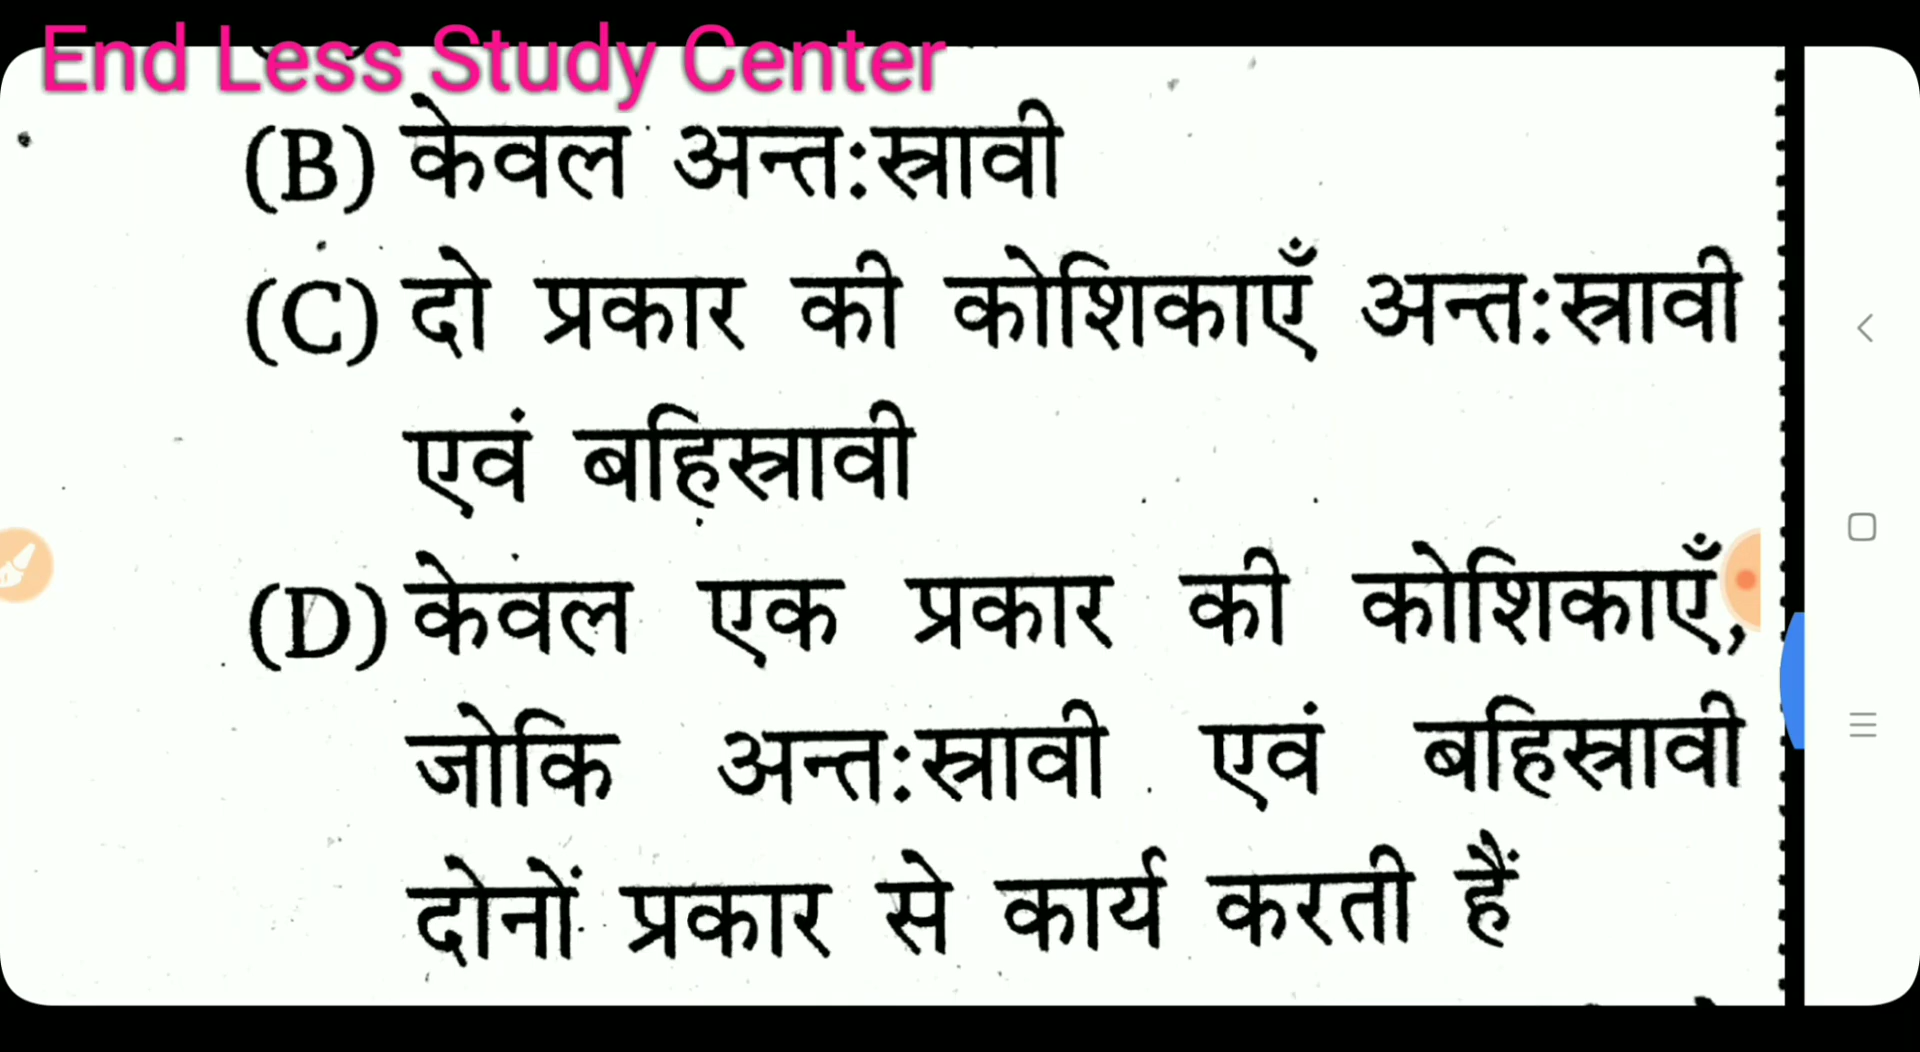 End Less Study Center
(B) केवल अन्त:स्रावी
(C) दो प्रकार की कोशिकाएँ अन्त:स्रावी
एवं बहिस्रावी
(D) केवल एक प्रकार की कोशिकाएँ,
जोकि अन्त:स्रावी एवं बहिस्रावी
दोनों प्रकार से कार्य करती हैं